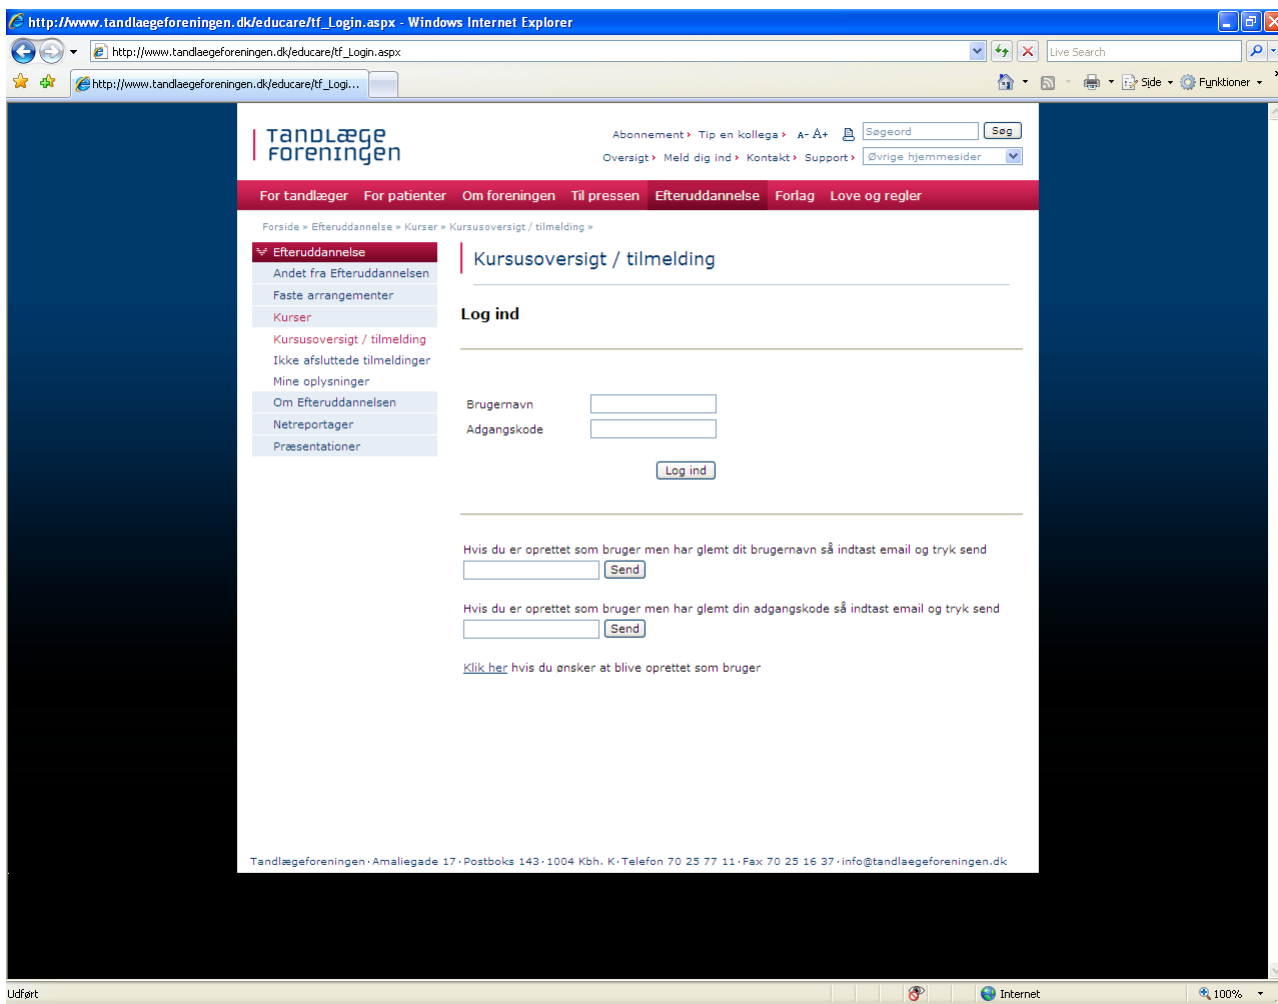 http://www.tandlaegeforeningen.dk/educare/tf_Login.aspx - Windows Internet Explorer
http://www.tandlaegeforeningen.dk/educare/tf_Login.aspx
Live Search
http://www.tandlaegeforeningen.dk/educare/tf_Logi...
Side
Funktioner
TANDLÆGE
FORENINGEN
Abonnement Tip en kollega A- A+ Søgeord Søg
Oversigt Meld dig ind Kontakt Support Øvrige hjemmesider
For tandlæger For patienter Om foreningen Til pressen Efteruddannelse Forlag Love og regler
Forside » Efteruddannelse » Kurser » Kursusoversigt / tilmelding »
Efteruddannelse
Andet fra Efteruddannelsen
Faste arrangementer
Kurser
Kursusoversigt / tilmelding
Ikke afsluttede tilmeldinger
Mine oplysninger
Om Efteruddannelsen
Netreportager
Præsentationer
Kursusoversigt / tilmelding
Log ind
Brugernavn
Adgangskode
Log ind
Hvis du er oprettet som bruger men har glemt dit brugernavn så indtast email og tryk send
Send
Hvis du er oprettet som bruger men har glemt din adgangskode så indtast email og tryk send
Send
Klik her hvis du ønsker at blive oprettet som bruger
Tandlægeforeningen·Amaliegade 17·Postboks 143·1004 Kbh. K·Telefon 70 25 77 11·Fax 70 25 16 37·info@tandlaegeforeningen.dk
Udført
Internet
100%